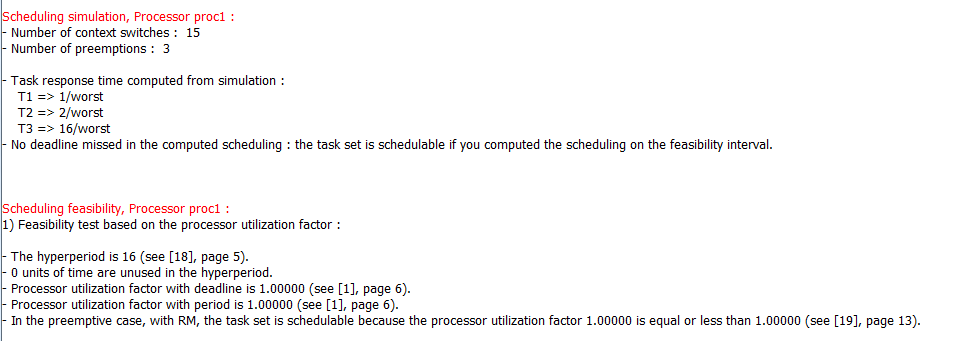 Scheduling simulation, Processor proc1 :
- Number of context switches :  15
- Number of preemptions :  3
- Task response time computed from simulation :
T1 => 1/worst
T2 => 2/worst
T3 => 16/worst
- No deadline missed in the computed scheduling : the task set is schedulable if you computed the scheduling on the feasibility interval.
Scheduling feasibility, Processor proc1 :
1) Feasibility test based on the processor utilization factor :
- The hyperperiod is 16 (see [18], page 5).
- 0 units of time are unused in the hyperperiod.
- Processor utilization factor with deadline is 1.00000 (see [1], page 6).
- Processor utilization factor with period is 1.00000 (see [1], page 6).
- In the preemptive case, with RM, the task set is schedulable because the processor utilization factor 1.00000 is equal or less than 1.00000 (see [19], page 13).